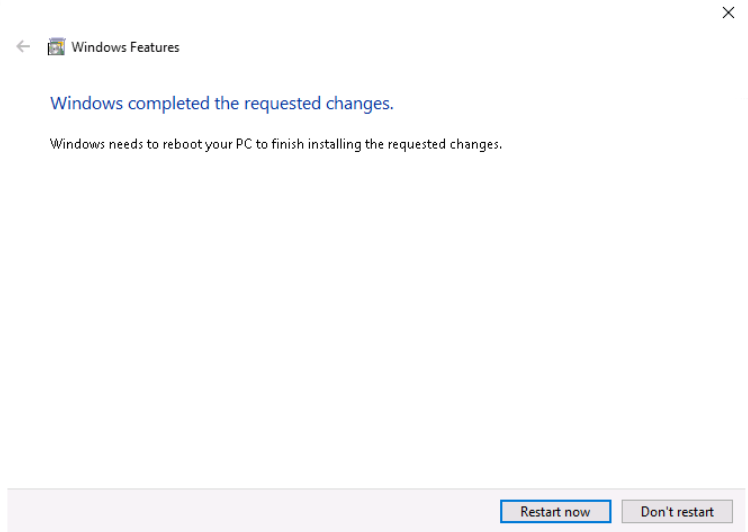 Windows Features
Windows completed the requested changes.
Windows needs to reboot your PC to finish installing the requested changes.
Restart now
Don't restart